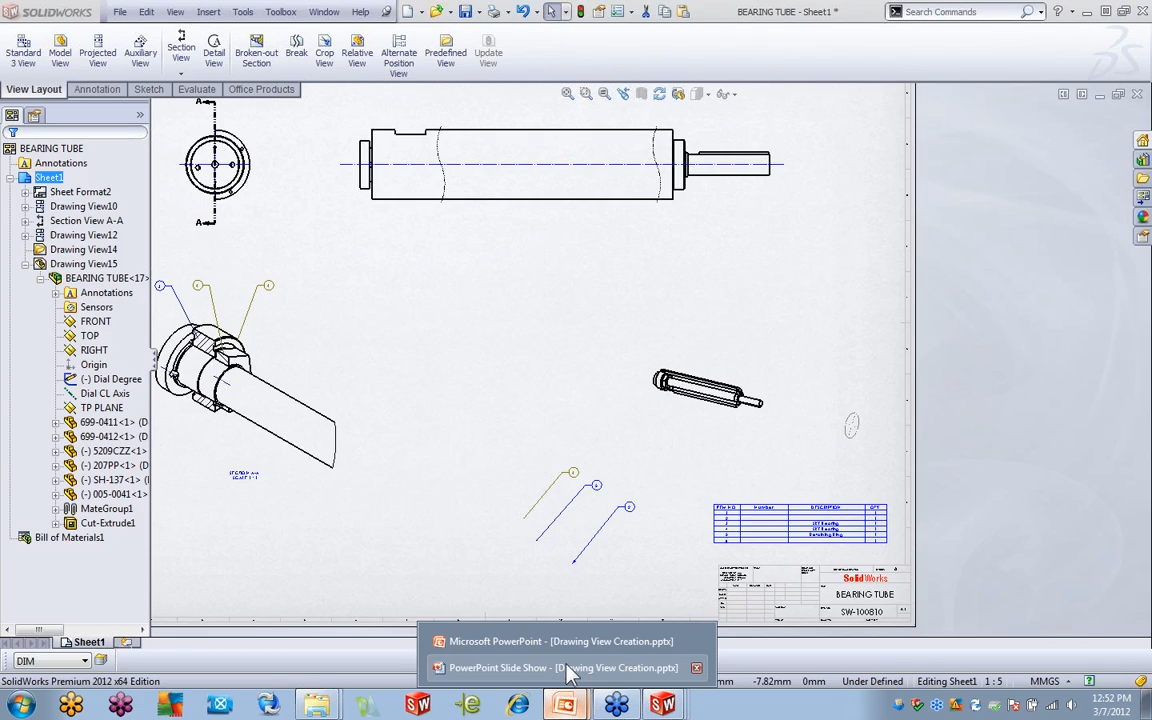 SOLIDWORKS File Edit View Insert Tools Toolbox Window Help BEARING TUBE - Sheet1 * Search Commands
Standard 3 View Model View Projected View Auxiliary View Section View Detail View Broken-out Section Break Crop View Relative View Alternate Position View Predefined View Update View
View Layout Annotation Sketch Evaluate Office Products
BEARING TUBE
Annotations
Sheet1
Sheet Format2
Drawing View10
Section View A-A
Drawing View12
Drawing View14
Drawing View15
BEARING TUBE<17>
Annotations
Sensors
FRONT
TOP
RIGHT
Origin
(-) Dial Degree
Dial CL Axis
TP PLANE
699-0411<1> (D
699-0412<1> (D
(-) 5209CZZ<1>
(-) 207PP<1> (D
(-) SH-137<1> (
(-) 005-0041<1>
MateGroup1
Cut-Extrude1
Bill of Materials1
A
A
Number DESCRIPTION QTY
SolidWorks
BEARING TUBE
SW-100810
Sheet1
DIM
Microsoft PowerPoint - [Drawing View Creation.pptx]
PowerPoint Slide Show - [Drawing View Creation.pptx]
SolidWorks Premium 2012 x64 Edition
mm -7.82mm 0mm Under Defined Editing Sheet1 1 : 5 MMGS
12:52 PM
3/7/2012